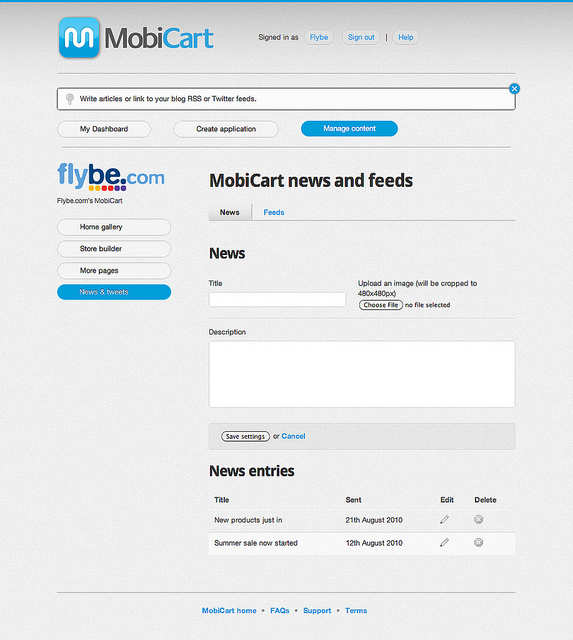 MobiCart
Signed in as Flybe Sign out | Help
Write articles or link to your blog RSS or Twitter feeds.
My Dashboard Create application Manage content
flybe.com
Flybe.com's MobiCart
Home gallery
Store builder
More pages
News & tweets
MobiCart news and feeds
News Feeds
News
Title
Upload an image (will be cropped to
480x480px)
Choose File no file selected
Description
Save settings or Cancel
News entries
Title Sent Edit Delete
New products just in 21th August 2010
Summer sale now started 12th August 2010
MobiCart home • FAQs • Support • Terms